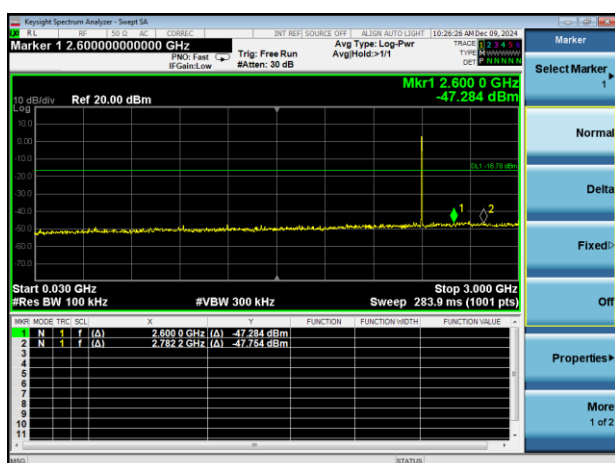 Keysight Spectrum Analyzer - Swept SA
RL RF 50 Ω AC CORREC INT REF SOURCE OFF ALIGN AUTO LIGHT 10:26:26 AM Dec 09, 2024
Marker 1 2.600000000000 GHz
PNO: Fast
IFGain:Low
Trig: Free Run
#Atten: 30 dB
Avg Type: Log-Pwr
Avg|Hold:>1/1
TRACE 1 2 3 4 5 6
TYPE M W W W W W
DET P N N N N N
Mkr1 2.600 0 GHz
-47.284 dBm
10 dB/div Ref 20.00 dBm
Log
10.0
0.00
-10.0
DL1 -16.78 dBm
-20.0
-30.0
-40.0
1
2
-50.0
-60.0
-70.0
Start 0.030 GHz
Stop 3.000 GHz
#Res BW 100 kHz #VBW 300 kHz Sweep 283.9 ms (1001 pts)
MKR MODE TRC SCL X Y FUNCTION FUNCTION WIDTH FUNCTION VALUE
1 N 1 f (Δ) 2.600 0 GHz (Δ) -47.284 dBm
2 N 1 f (Δ) 2.782 2 GHz (Δ) -47.754 dBm
3
4
5
6
7
8
9
10
11
MSG STATUS
Marker
Select Marker
1
Normal
Delta
Fixed
Off
Properties
More
1 of 2